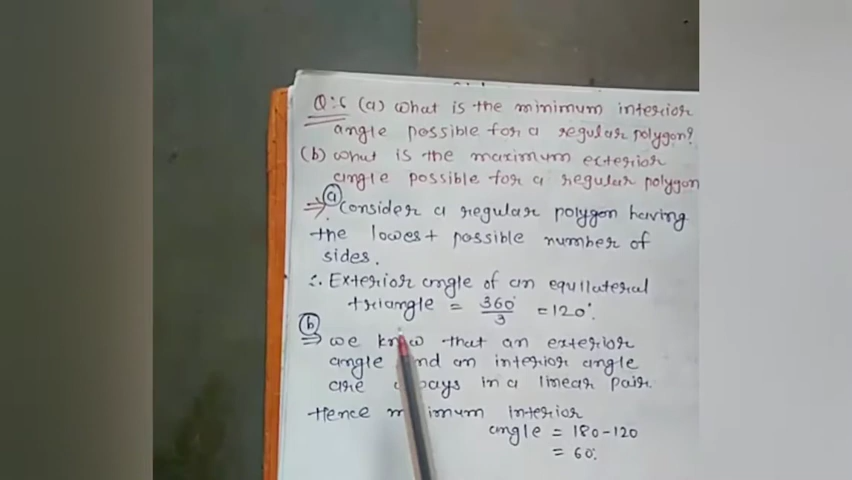 Q:6 (a) what is the minimum interior
angle possible for a regular polygon?
(b) what is the maximum exterior
angle possible for a regular polygon
(a)
⇒ Consider a regular polygon having
the lowest possible number of
sides.
∴ Exterior angle of an equilateral
triangle = 360°/3 = 120°.
(b)
⇒ we know that an exterior
angle and an interior angle
are always in a linear pair.
Hence interior
angle = 180-120
= 60°.